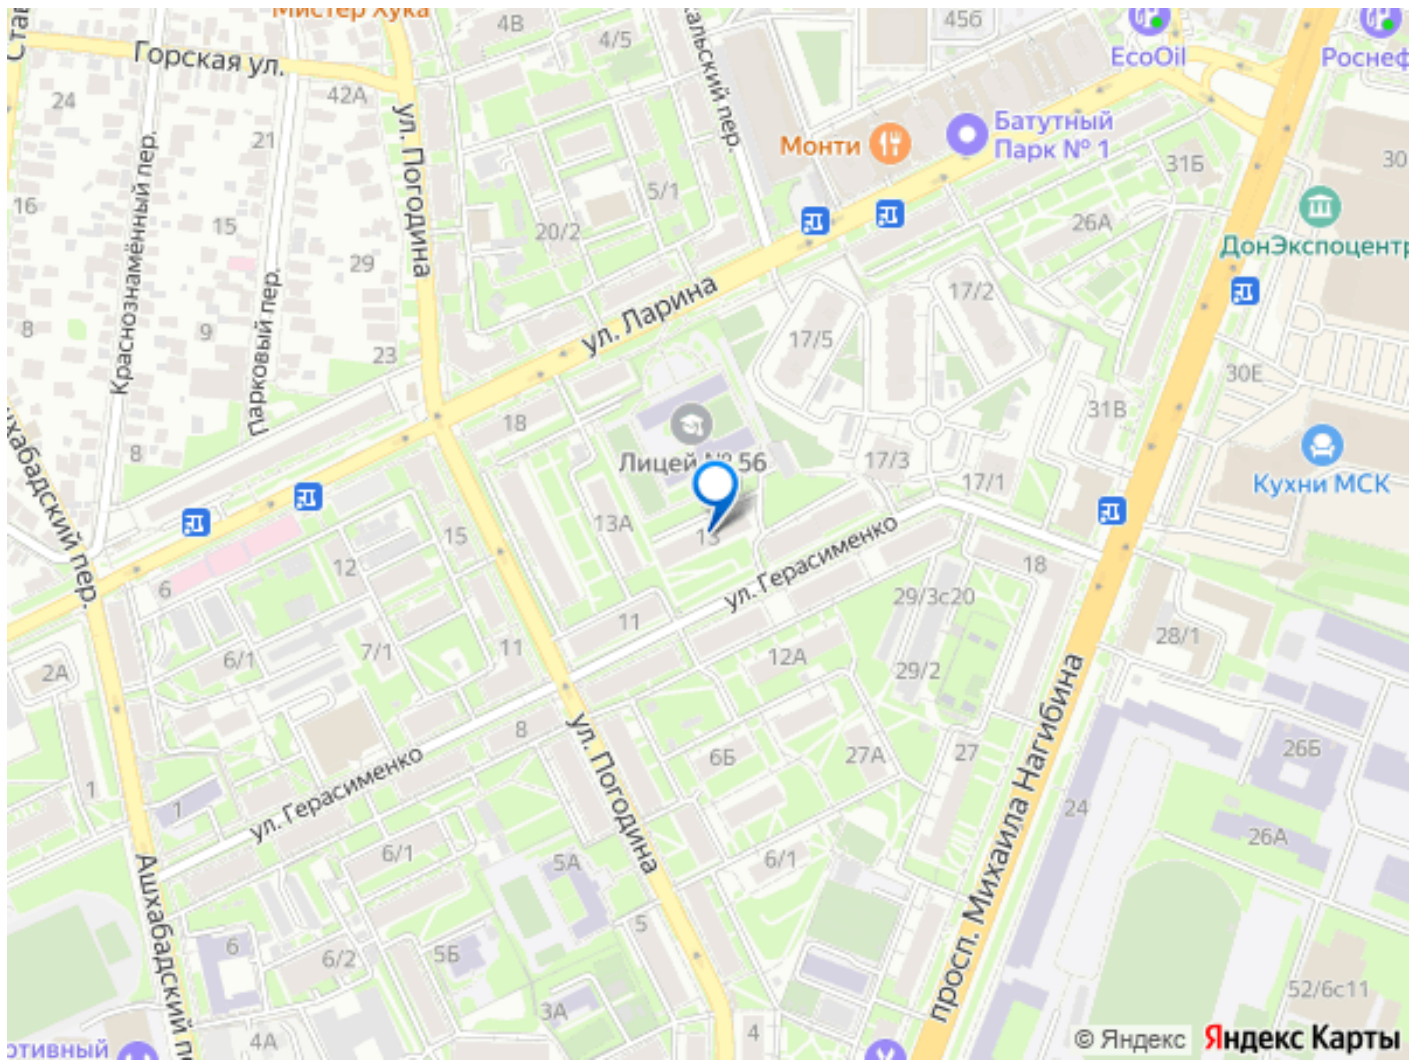 Мистер Хука
4В
4/5
45б
EcoOil
Роснеф
Горская ул.
24
42А
ул. Погодина
кальский пер.
Монти
Батутный
Парк № 1
31Б
30
Краснознамённый пер.
21
16
15
5/1
20/2
26А
ДонЭкспоцентр
29
Парковый пер.
8
9
23
ул. Ларина
17/2
17/5
30Е
31В
18
8
Лицей № 56
17/3
17/1
Кухни МСК
хабадский пер.
13А
13
15
12
6
ул. Герасименко
18
29/3с20
28/1
11
11
7/1
6/1
2А
12А
29/2
просп. Михаила Нагибина
8
ул. Погодина
6Б
27А
27
26Б
1
1
ул. Герасименко
24
26А
6/1
5А
6/1
Ашхабадский пе
6
6/2
5Б
5
3А
4А
4
52/6с11
ртивный
© Яндекс
Яндекс Карты